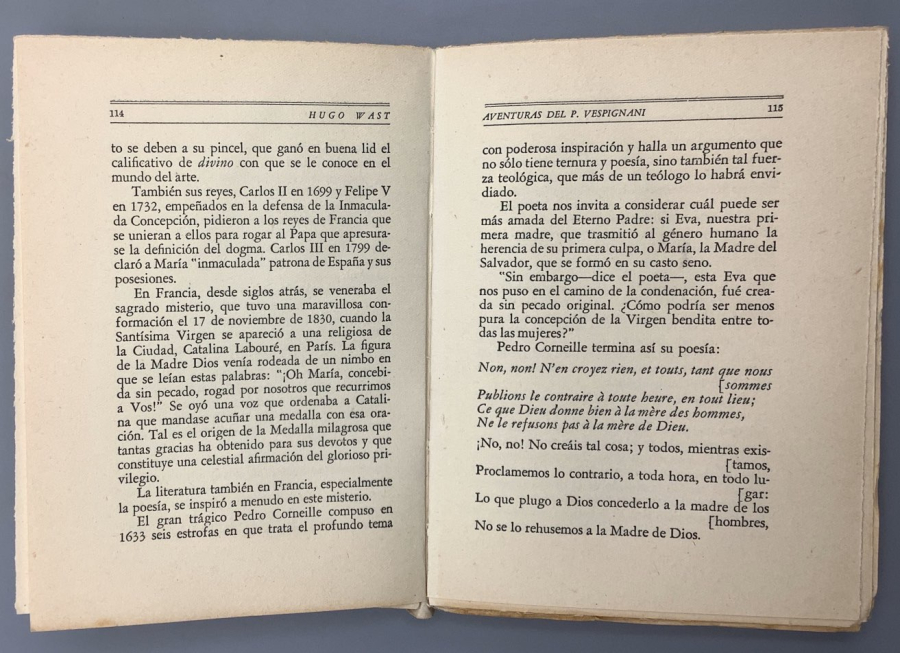 114 HUGO WAST
to se deben a su pincel, que ganó en buena lid el
calificativo de divino con que se le conoce en el
mundo del arte.
También sus reyes, Carlos II en 1699 y Felipe V
en 1732, empeñados en la defensa de la Inmacula-
da Concepción, pidieron a los reyes de Francia que
se unieran a ellos para rogar al Papa que apresura-
se la definición del dogma. Carlos III en 1799 de-
claró a María "inmaculada" patrona de España y sus
posesiones.
En Francia, desde siglos atrás, se veneraba el
sagrado misterio, que tuvo una maravillosa con-
formación el 17 de noviembre de 1830, cuando la
Santísima Virgen se apareció a una religiosa de
la Ciudad, Catalina Labouré, en París. La figura
de la Madre Dios venía rodeada de un nimbo en
que se leían estas palabras: "¡Oh María, concebi-
da sin pecado, rogad por nosotros que recurrimos
a Vos!" Se oyó una voz que ordenaba a Catali-
na que mandase acuñar una medalla con esa ora-
ción. Tal es el origen de la Medalla milagrosa que
tantas gracias ha obtenido para sus devotos y que
constituye una celestial afirmación del glorioso pri-
vilegio.
La literatura también en Francia, especialmente
la poesía, se inspiró a menudo en este misterio.
El gran trágico Pedro Corneille compuso en
1633 seis estrofas en que trata el profundo tema
AVENTURAS DEL P. VESPIGNANI 115
con poderosa inspiración y halla un argumento que
no sólo tiene ternura y poesía, sino también tal fuer-
za teológica, que más de un teólogo lo habrá envi-
diado.
El poeta nos invita a considerar cuál puede ser
más amada del Eterno Padre: si Eva, nuestra pri-
mera madre, que trasmitió al género humano la
herencia de su primera culpa, o María, la Madre del
Salvador, que se formó en su casto seno.
"Sin embargo—dice el poeta—, esta Eva que
nos puso en el camino de la condenación, fué crea-
da sin pecado original. ¿Cómo podría ser menos
pura la concepción de la Virgen bendita entre to-
das las mujeres?"
Pedro Corneille termina así su poesía:
Non, non! N'en croyez rien, et touts, tant que nous
[sommes
Publions le contraire à toute heure, en tout lieu;
Ce que Dieu donne bien à la mère des hommes,
Ne le refusons pas à la mère de Dieu.
¡No, no! No creáis tal cosa; y todos, mientras exis-
[tamos,
Proclamemos lo contrario, a toda hora, en todo lu-
[gar:
Lo que plugo a Dios concederlo a la madre de los
[hombres,
No se lo rehusemos a la Madre de Dios.